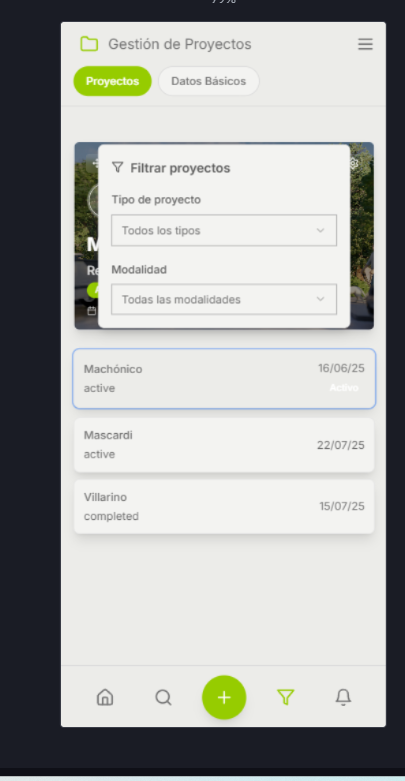 Gestión de Proyectos
Proyectos
Datos Básicos
Filtrar proyectos
Tipo de proyecto
Todos los tipos
M
Modalidad
Re
Todas las modalidades
Machónico
16/06/25
active
Activo
Mascardi
active
22/07/25
Villarino
completed
15/07/25